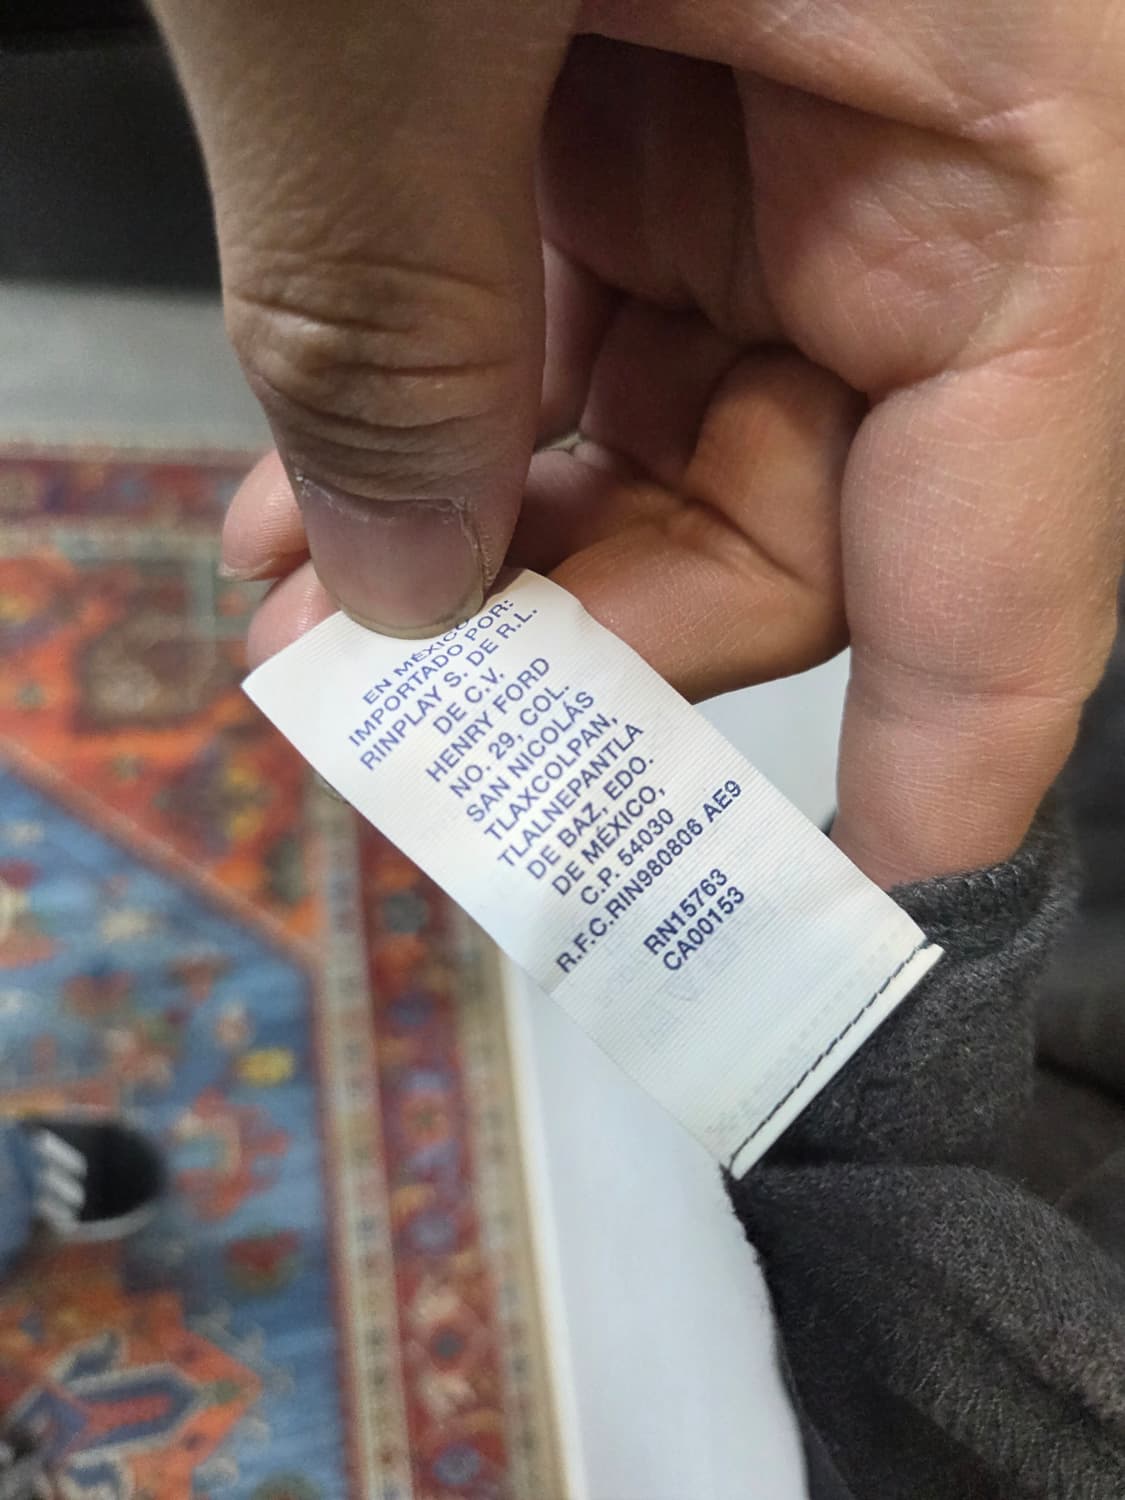 EN MÉXICO
IMPORTADO POR:
RINPLAY S. DE R.L.
DE C.V.
HENRY FORD
NO. 29, COL.
SAN NICOLÁS
TLAXCOLPAN,
TLALNEPANTLA
DE BAZ, EDO.
DE MÉXICO,
C.P. 54030
R.F.C.RIN980806 AE9
RN15763
CA00153